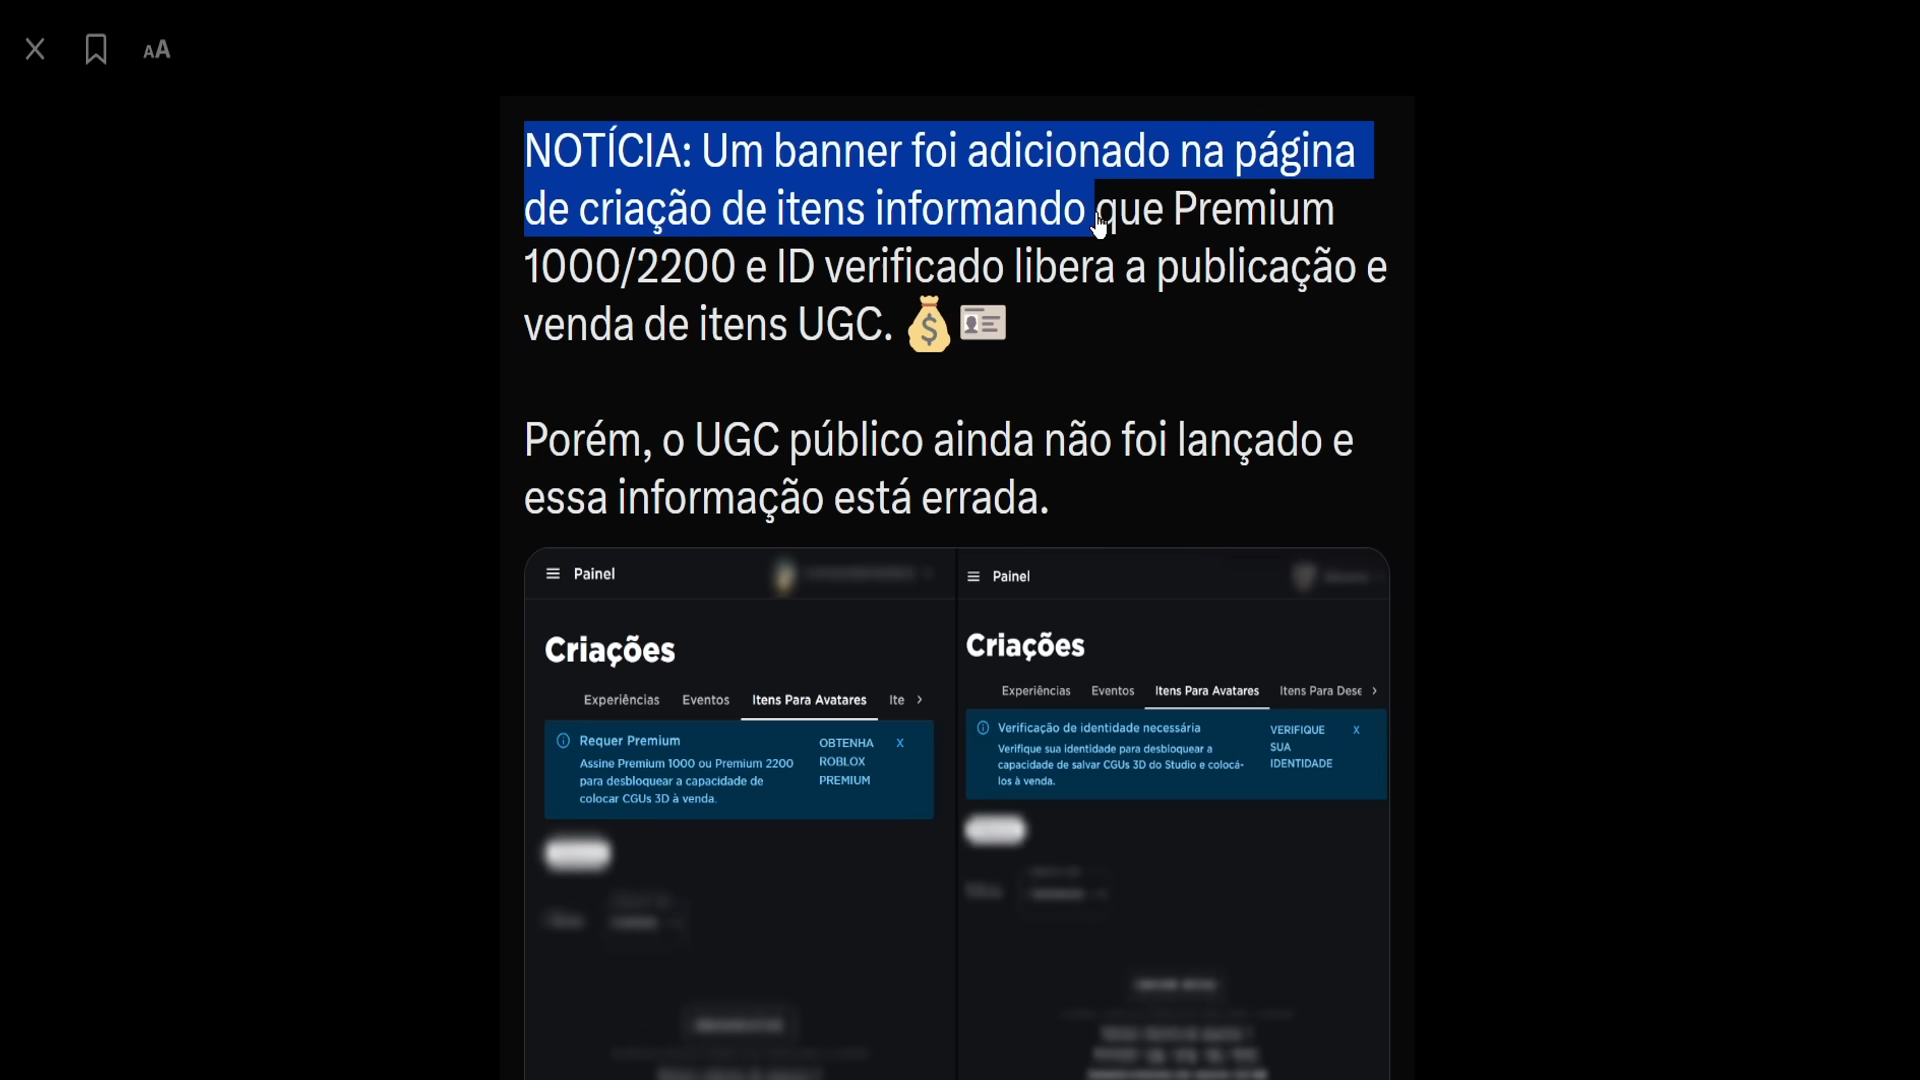 AA
NOTÍCIA: Um banner foi adicionado na página
de criação de itens informando que Premium
1000/2200 e ID verificado libera a publicação e
venda de itens UGC. 💰🪪
Porém, o UGC público ainda não foi lançado e
essa informação está errada.
Painel
Criações
Experiências Eventos Itens Para Avatares Ite
Requer Premium
Assine Premium 1000 ou Premium 2200
para desbloquear a capacidade de
colocar CGUs 3D à venda.
OBTENHA
ROBLOX
PREMIUM
X
Painel
Criações
Experiências Eventos Itens Para Avatares Itens Para Dese
Verificação de identidade necessária
Verifique sua identidade para desbloquear a
capacidade de salvar CGUs 3D do Studio e colocá-
los à venda.
VERIFIQUE
SUA
IDENTIDADE
X